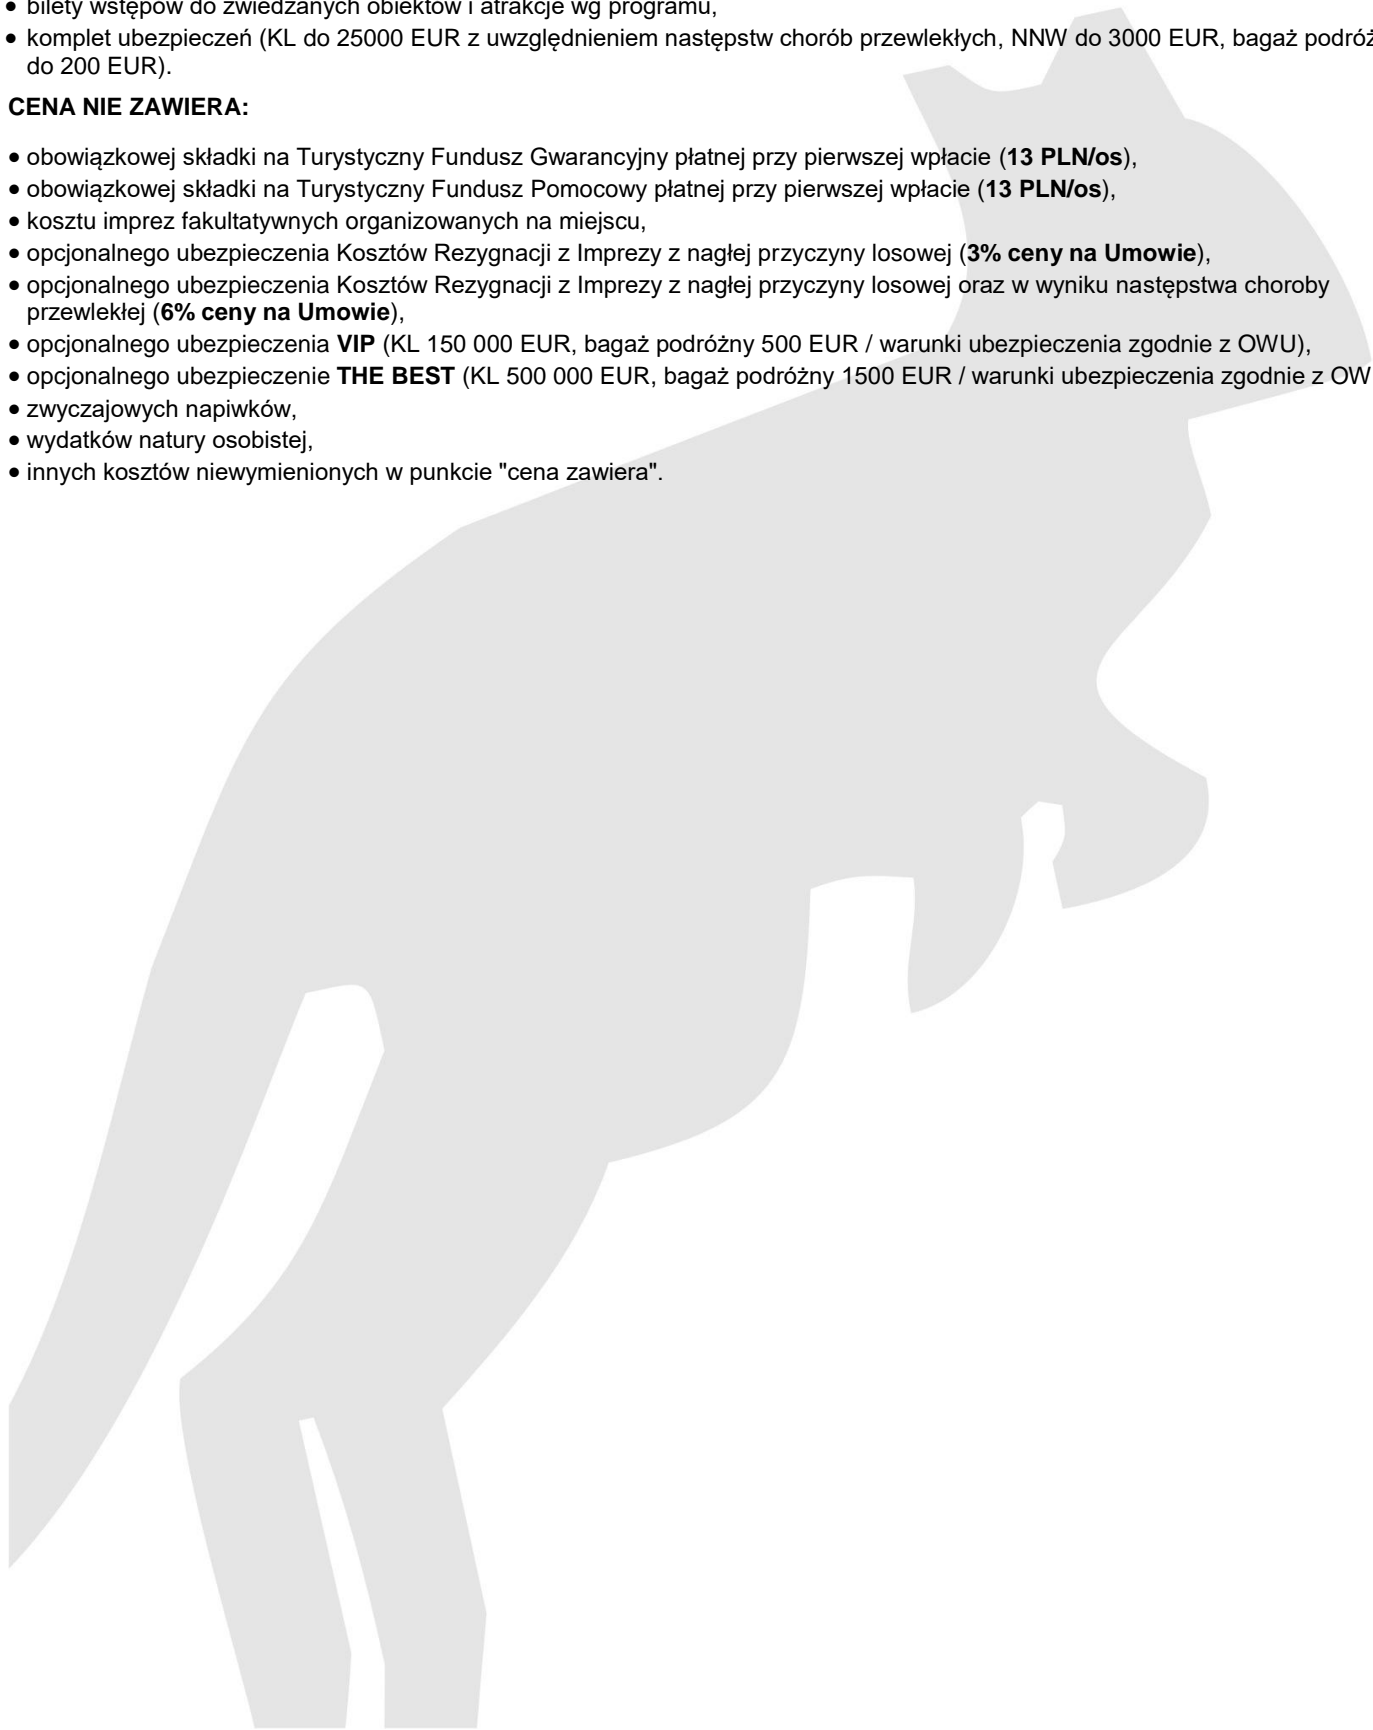 • bilety wstępów do zwiedzanych obiektów i atrakcje wg programu,
• komplet ubezpieczeń (KL do 25000 EUR z uwzględnieniem następstw chorób przewlekłych, NNW do 3000 EUR, bagaż podróż
do 200 EUR).
CENA NIE ZAWIERA:
• obowiązkowej składki na Turystyczny Fundusz Gwarancyjny płatnej przy pierwszej wpłacie (13 PLN/os),
• obowiązkowej składki na Turystyczny Fundusz Pomocowy płatnej przy pierwszej wpłacie (13 PLN/os),
• kosztu imprez fakultatywnych organizowanych na miejscu,
• opcjonalnego ubezpieczenia Kosztów Rezygnacji z Imprezy z nagłej przyczyny losowej (3% ceny na Umowie),
• opcjonalnego ubezpieczenia Kosztów Rezygnacji z Imprezy z nagłej przyczyny losowej oraz w wyniku następstwa choroby
przewlekłej (6% ceny na Umowie),
• opcjonalnego ubezpieczenia VIP (KL 150 000 EUR, bagaż podróżny 500 EUR / warunki ubezpieczenia zgodnie z OWU),
• opcjonalnego ubezpieczenie THE BEST (KL 500 000 EUR, bagaż podróżny 1500 EUR / warunki ubezpieczenia zgodnie z OW
• zwyczajowych napiwków,
• wydatków natury osobistej,
• innych kosztów niewymienionych w punkcie "cena zawiera".